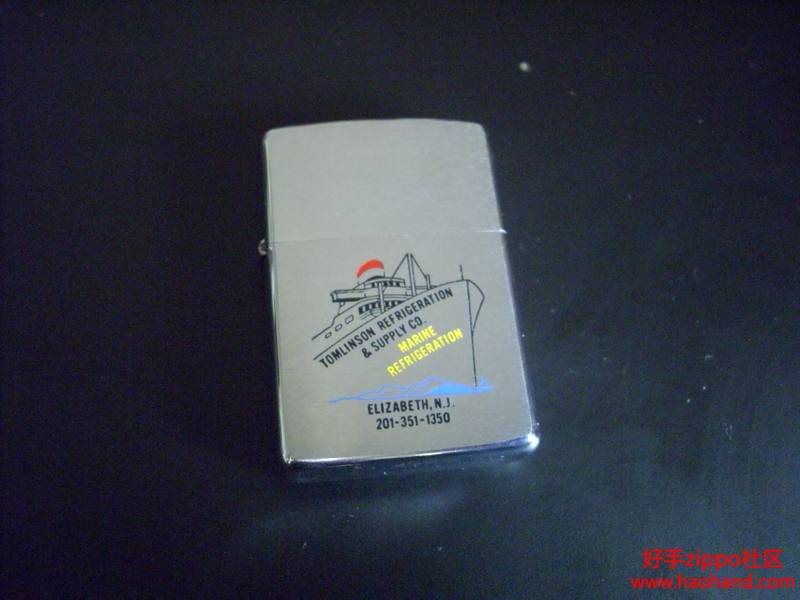 TOMLINSON REFRIGERATION
& SUPPLY CO.
MARINE
REFRIGERATION
ELIZABETH, N.J.
201-351-1350
好手zippo社区
www.haohand.com